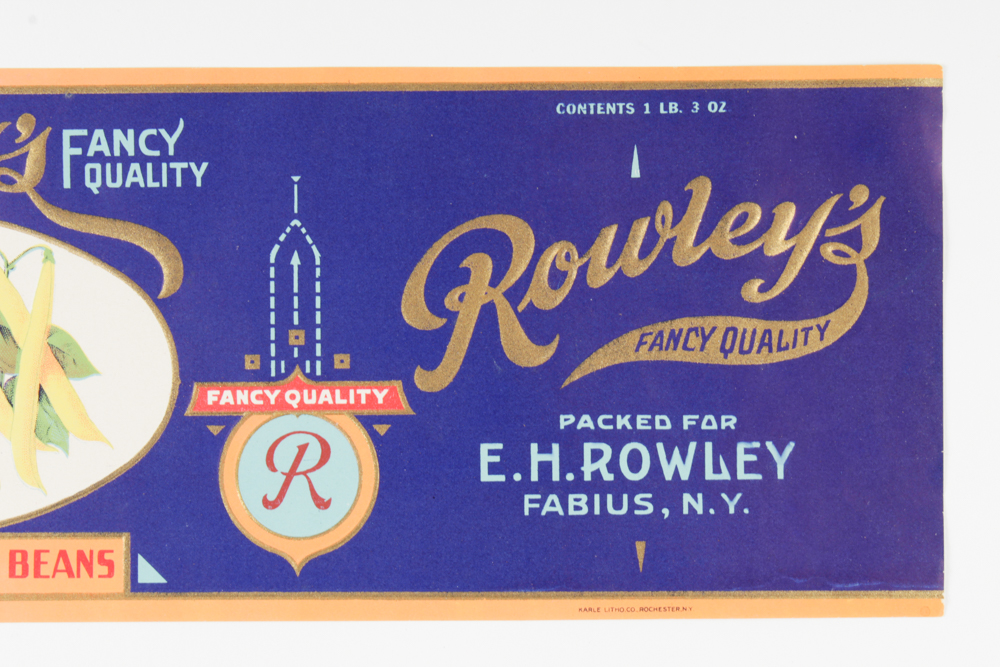 's FANCY
QUALITY
BEANS
FANCY QUALITY
R
CONTENTS 1 LB. 3 OZ.
Rowley's
FANCY QUALITY
PACKED FOR
E.H. ROWLEY
FABIUS, N.Y.
KARLE LITHO. CO., ROCHESTER, N.Y.